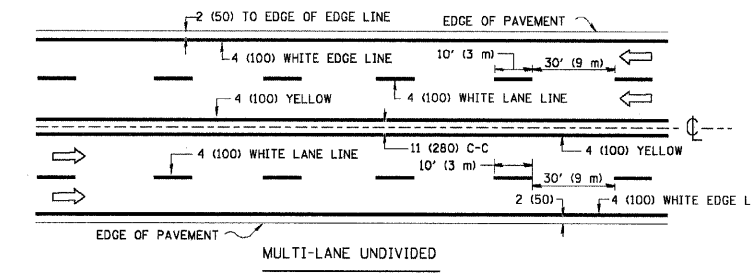 2 (50) TO EDGE OF EDGE LINE
EDGE OF PAVEMENT
4 (100) WHITE EDGE LINE
10' (3 m)
30' (9 m)
4 (100) YELLOW
4 (100) WHITE LANE LINE
CL
11 (280) C-C
4 (100) WHITE LANE LINE
4 (100) YELLOW
10' (3 m)
30' (9 m)
2 (50)
4 (100) WHITE EDGE L
EDGE OF PAVEMENT
MULTI-LANE UNDIVIDED